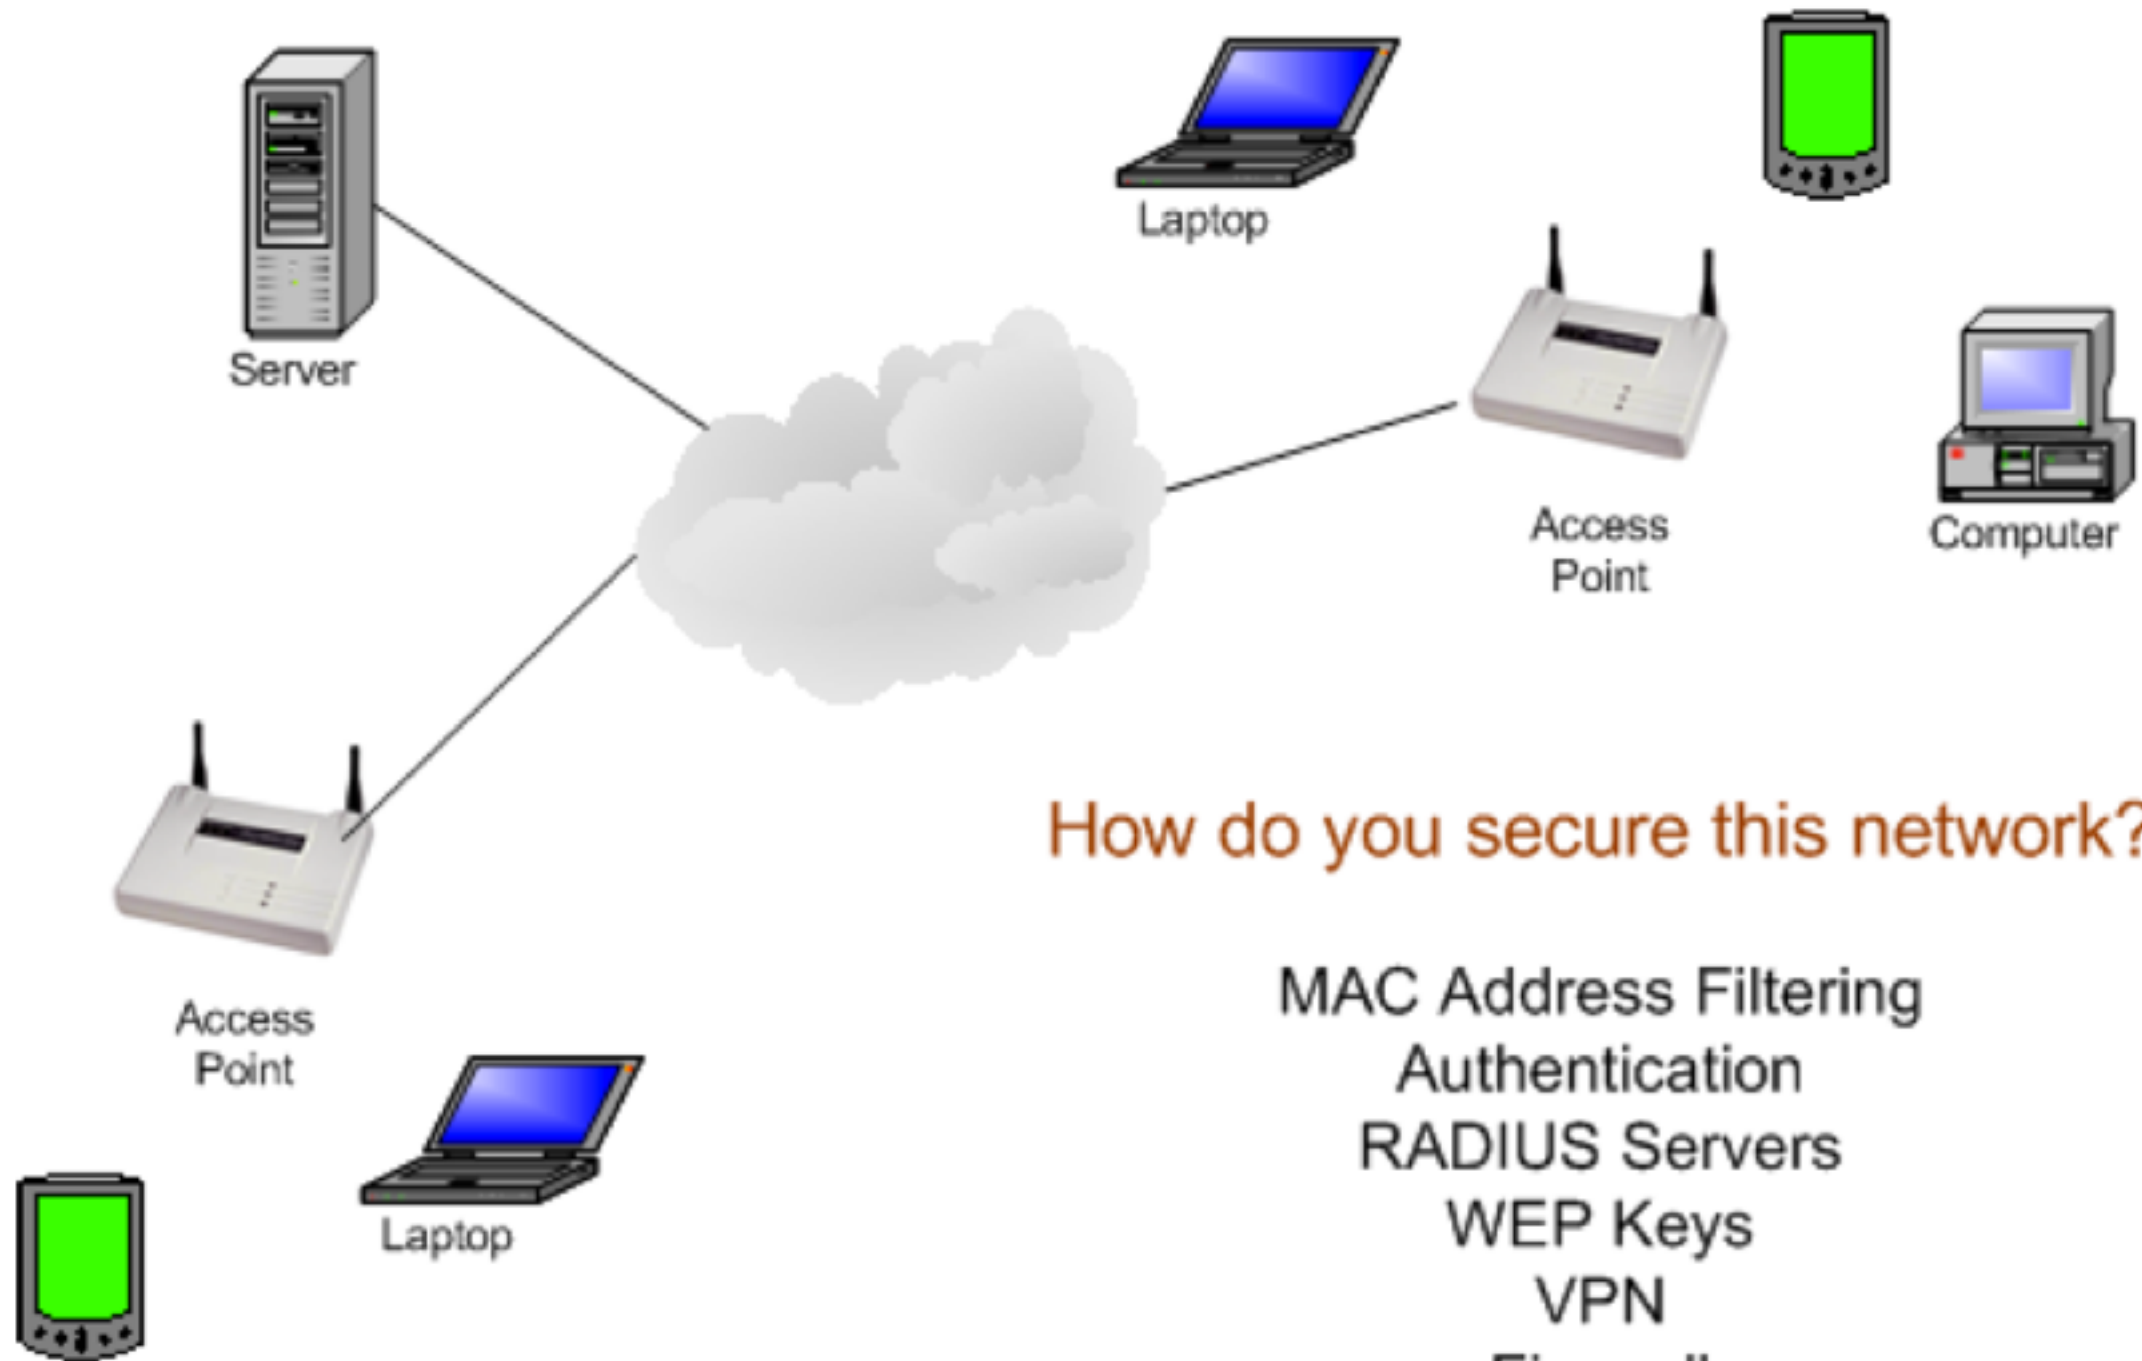 Server
Laptop
Access
Point
Computer
Access
Point
Laptop
How do you secure this network?
MAC Address Filtering
Authentication
RADIUS Servers
WEP Keys
VPN